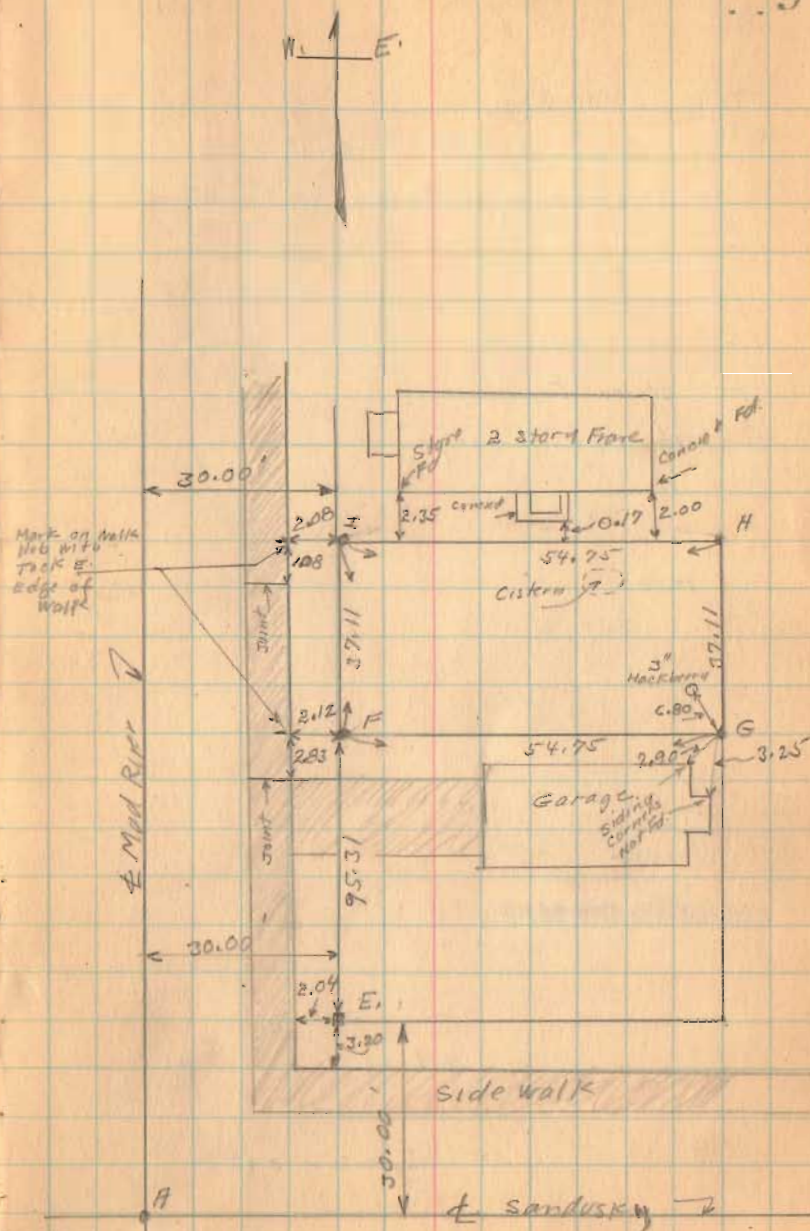 W. E.
2 Story Frame
Stone
Fd
Fd.
30.00'
2.08
I
2.35
Cement
0.17
2.00
H
Mark on Walk
Hub with
Tack E.
Edge of
Walk
1.08
54.75
Cistern
Joint
37.11
37.11
3"
Hackberry
6.80
2.12
F
G
2.83
54.75
2.90
3.25
Garage
Siding
Corners
Not Fd.
℄ Mad River
Joint
95.31
30.00
2.04
E.
3.20
Side Walk
30.00'
A
℄ Sandusky